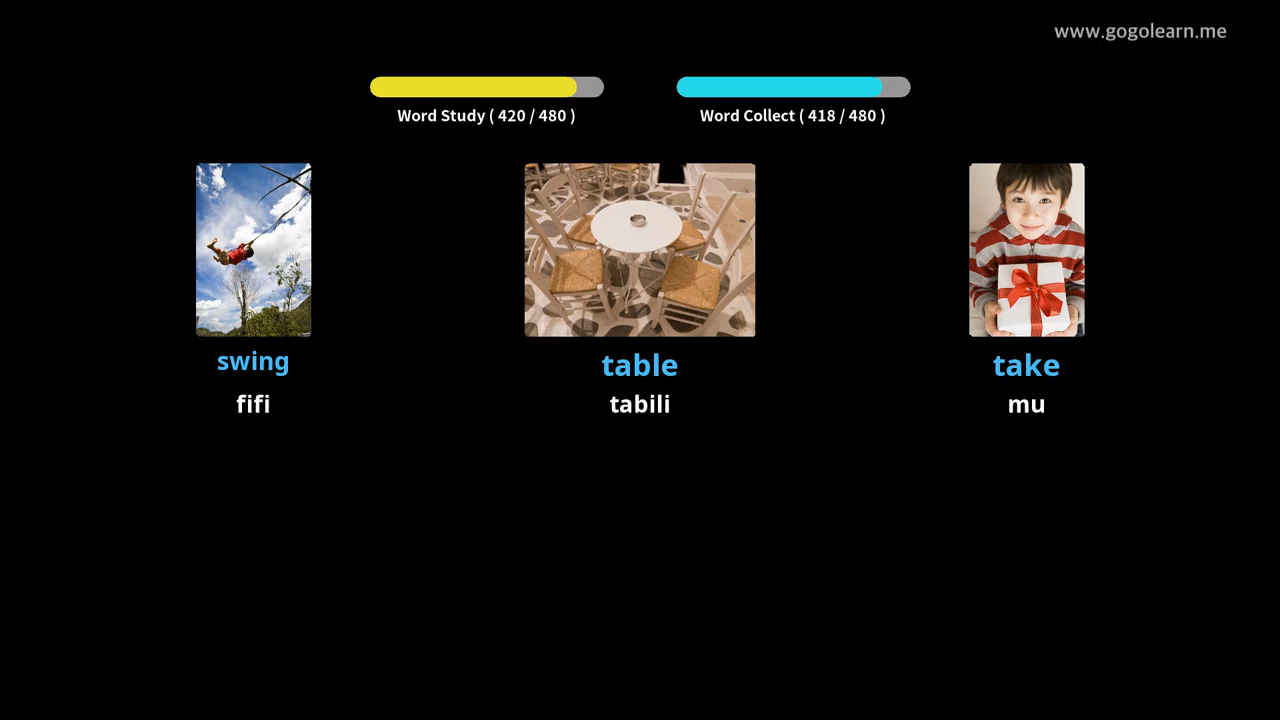 www.gogolearn.me
Word Study ( 420 / 480 )
Word Collect ( 418 / 480 )
swing
table
take
fifi
tabili
mu